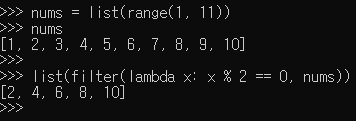 >>> nums = list(range(1, 11))
>>> nums
[1, 2, 3, 4, 5, 6, 7, 8, 9, 10]
>>>
>>> list(filter(lambda x: x % 2 == 0, nums))
[2, 4, 6, 8, 10]
>>>